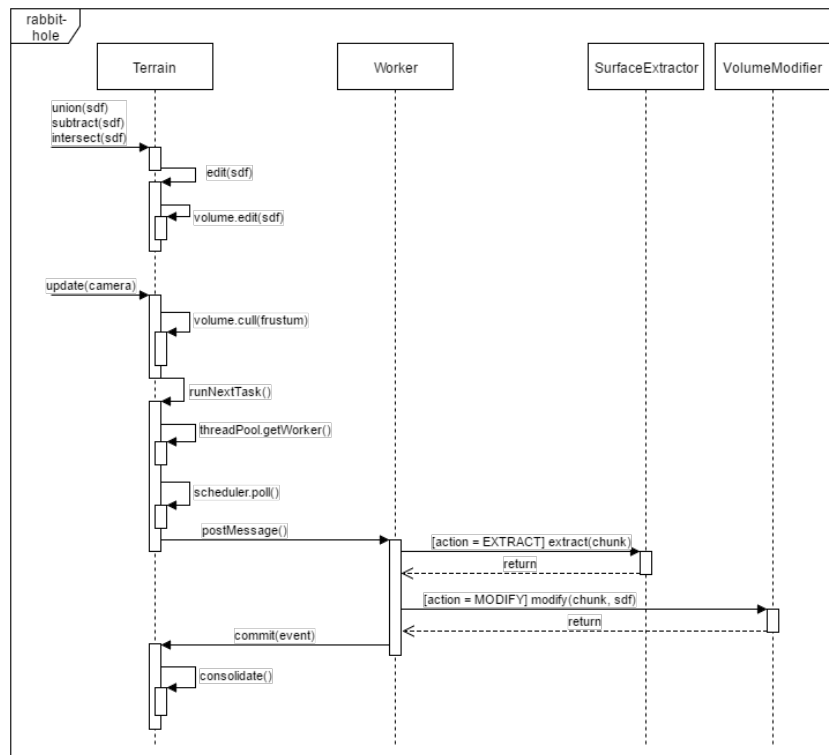 rabbit-
hole
Terrain
Worker
SurfaceExtractor
VolumeModifier
union(sdf)
subtract(sdf)
intersect(sdf)
edit(sdf)
volume.edit(sdf)
update(camera)
volume.cull(frustum)
runNextTask()
threadPool.getWorker()
scheduler.poll()
postMessage()
[action = EXTRACT] extract(chunk)
return
[action = MODIFY] modify(chunk, sdf)
return
commit(event)
consolidate()